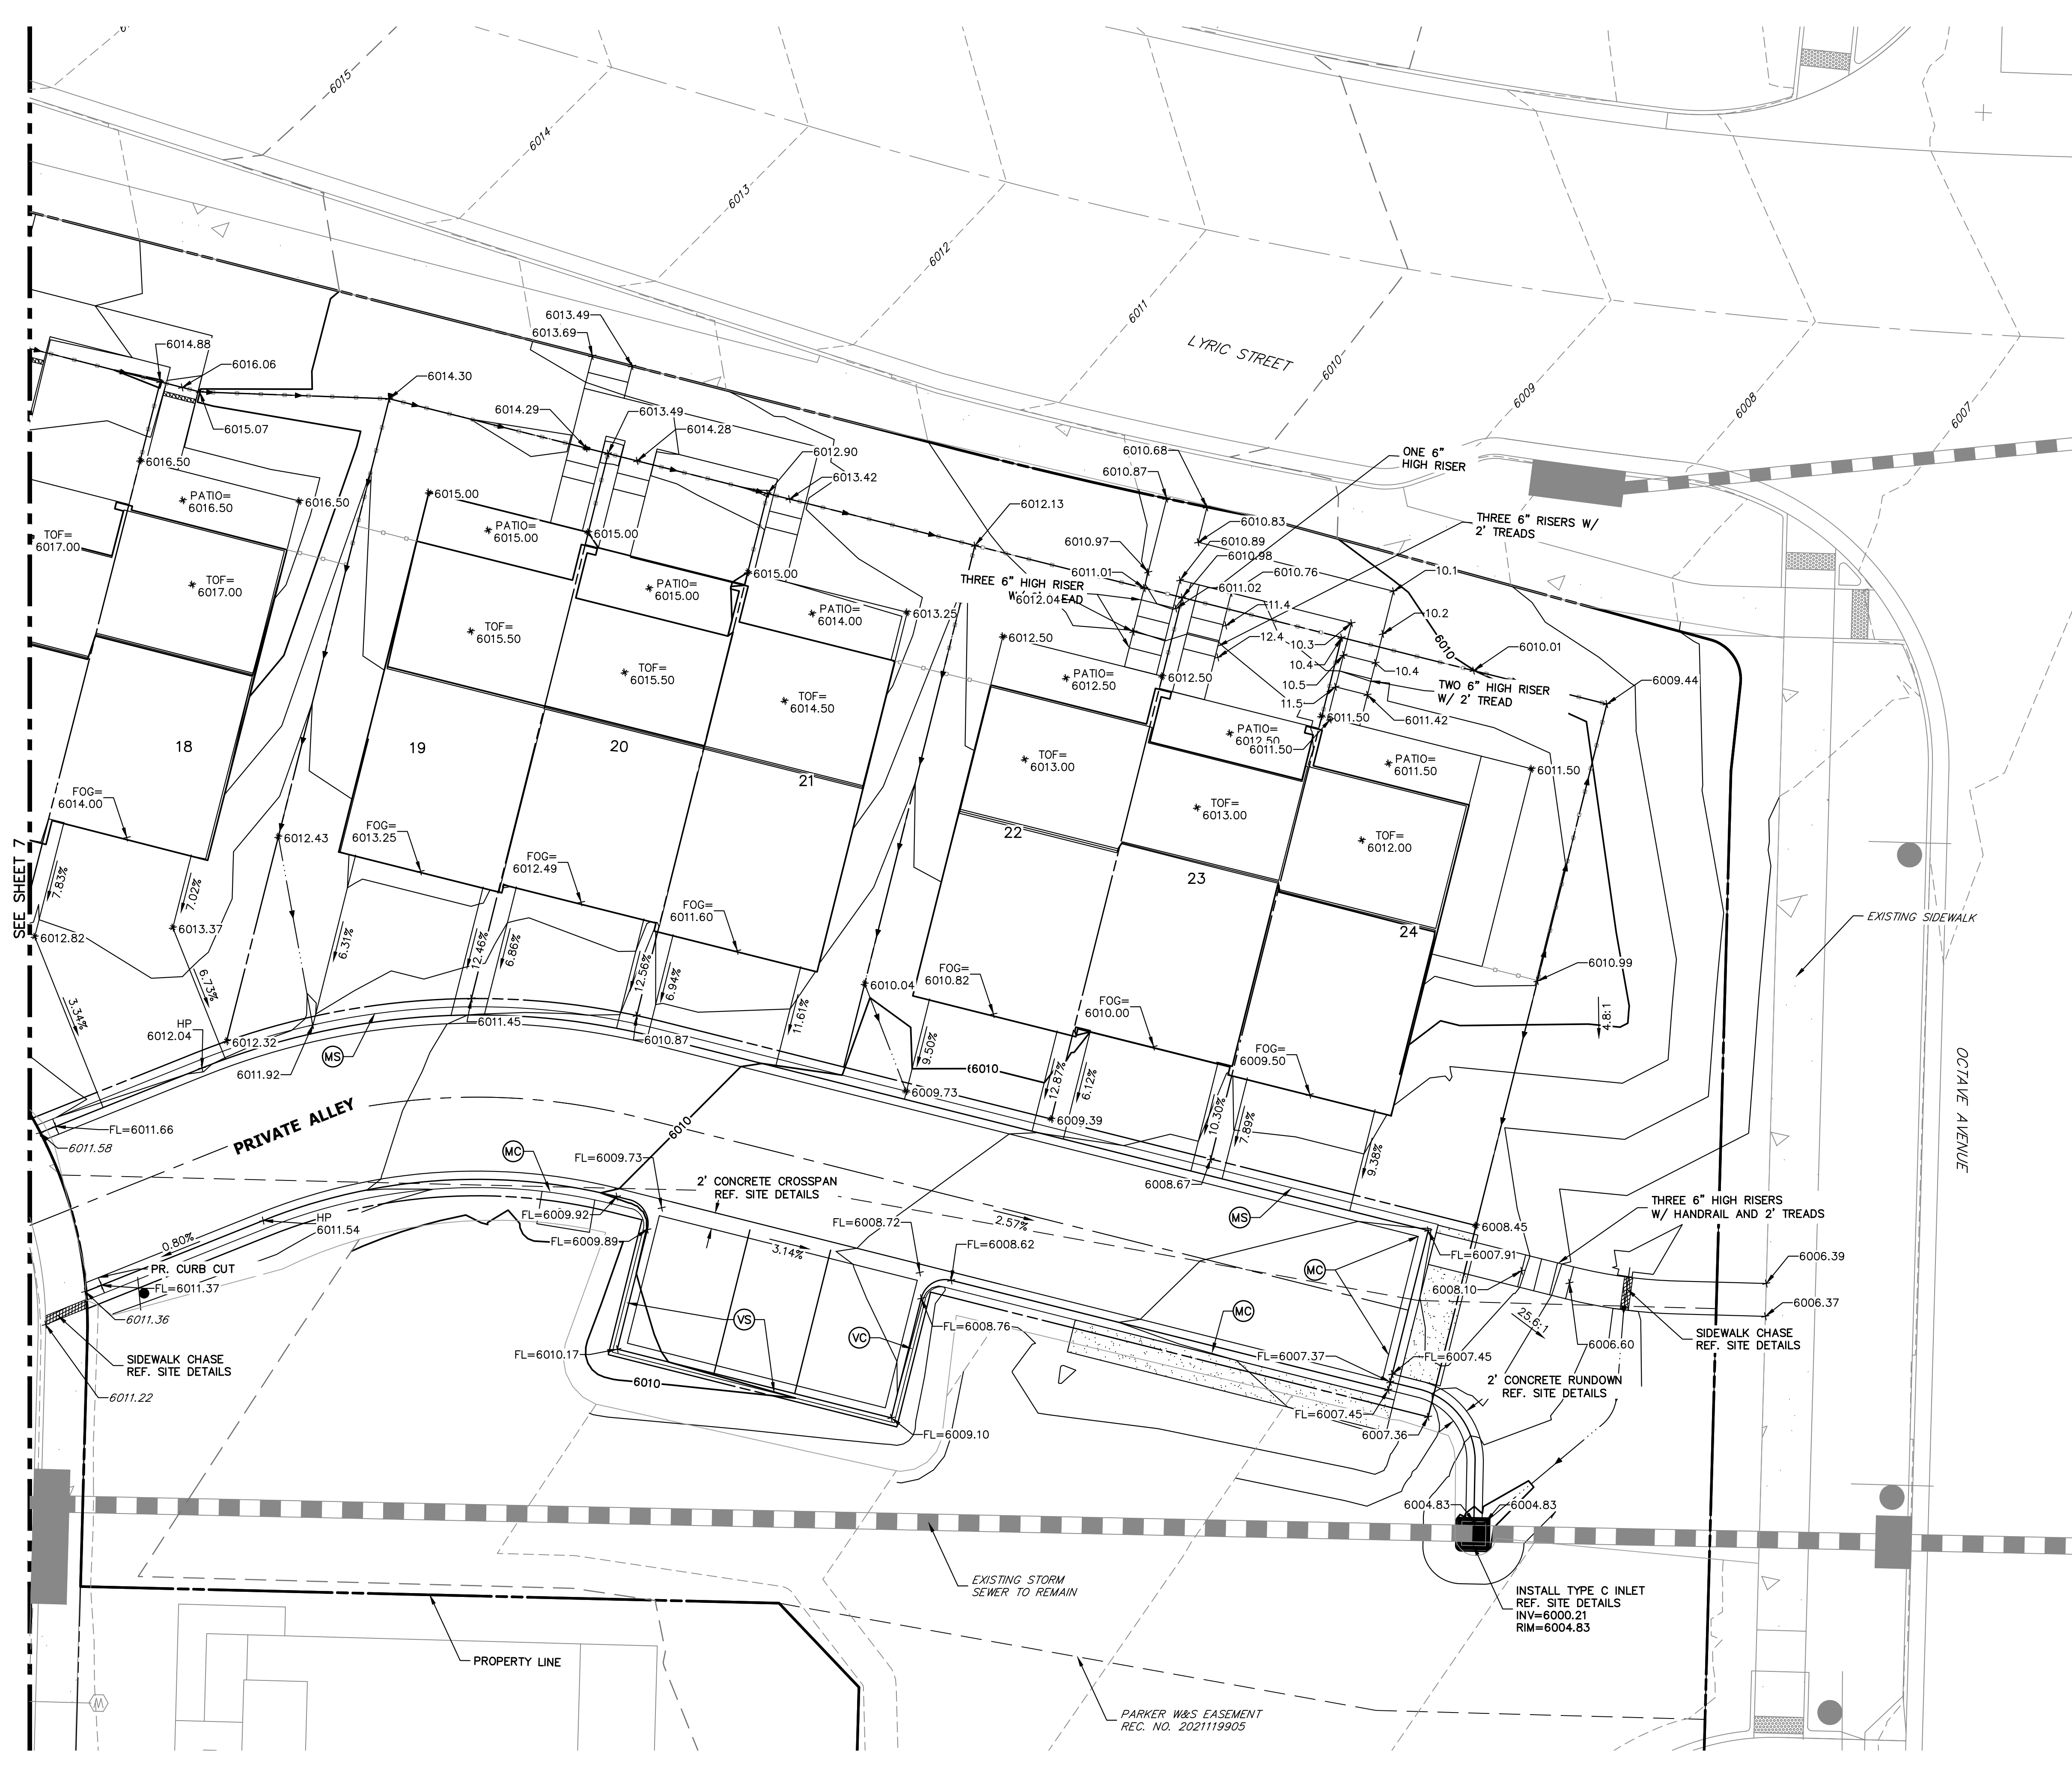 6015
6014
6013
6012
6011
6010
6009
6008
6007
LYRIC STREET
6013.49
6013.69
6014.88
6016.06
6014.30
6014.29
6013.49
6014.28
6012.90
6013.42
6015.07
6016.50
PATIO=
6016.50
6016.50
TOF=
6017.00
TOF=
6017.00
6015.00
PATIO=
6015.00
6015.00
PATIO=
6015.00
6015.00
PATIO=
6014.00
6013.25
TOF=
6015.50
TOF=
6015.50
TOF=
6014.50
6010.68
6010.87
ONE 6"
HIGH RISER
THREE 6" RISERS W/
2' TREADS
6012.13
6010.83
6010.97
6010.89
6010.98
6011.01
6010.76
6011.02
THREE 6" HIGH RISER
6012.04
EAD
10.1
10.2
11.4
12.4
10.3
10.4
10.4
10.5
11.5
6010
6010.01
6009.44
TWO 6" HIGH RISER
W/ 2' TREAD
6011.42
6012.50
PATIO=
6012.50
6012.50
6011.50
PATIO=
6012.50
6011.50
PATIO=
6011.50
6011.50
TOF=
6013.00
TOF=
6013.00
TOF=
6012.00
18
19
20
21
22
23
24
FOG=
6014.00
FOG=
6013.25
FOG=
6012.49
FOG=
6011.60
FOG=
6010.82
FOG=
6010.00
FOG=
6009.50
SEE SHEET 7
7.83%
7.02%
6012.43
6.31%
12.46%
6.86%
12.56%
6.94%
11.61%
9.50%
12.87%
6.12%
10.30%
7.89%
9.38%
6012.82
6013.37
3.34%
6.73%
6010.04
6010.99
4.8:1
EXISTING SIDEWALK
OCTAVE AVENUE
HP
6012.04
6012.32
6011.92
MS
6011.45
6010.87
6010
6009.73
6009.39
6008.67
MS
6008.45
FL=6011.66
6011.58
PRIVATE ALLEY
MC
6010
FL=6009.73
2' CONCRETE CROSSPAN
REF. SITE DETAILS
FL=6009.92
FL=6009.89
3.14%
2.57%
FL=6008.72
FL=6008.62
0.80%
HP
6011.54
PR. CURB CUT
FL=6011.37
6011.36
SIDEWALK CHASE
REF. SITE DETAILS
6011.22
FL=6010.17
6010
VS
VC
FL=6008.76
FL=6009.10
MC
MC
FL=6007.91
6008.10
THREE 6" HIGH RISERS
W/ HANDRAIL AND 2' TREADS
6006.39
6006.37
25.6:1
6006.60
SIDEWALK CHASE
REF. SITE DETAILS
FL=6007.37
FL=6007.45
2' CONCRETE RUNDOWN
REF. SITE DETAILS
FL=6007.45
6007.36
6004.83
6004.83
INSTALL TYPE C INLET
REF. SITE DETAILS
INV=6000.21
RIM=6004.83
EXISTING STORM
SEWER TO REMAIN
PROPERTY LINE
PARKER W&S EASEMENT
REC. NO. 2021119905
W